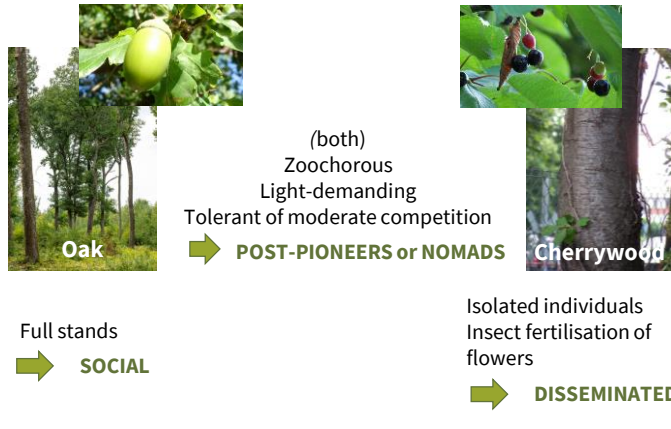 (both)
Zoochorous
Light-demanding
Tolerant of moderate competition
POST-PIONEERS or NOMADS
Oak
Cherrywood
Full stands
SOCIAL
Isolated individuals
Insect fertilisation of
flowers
DISSEMINATED